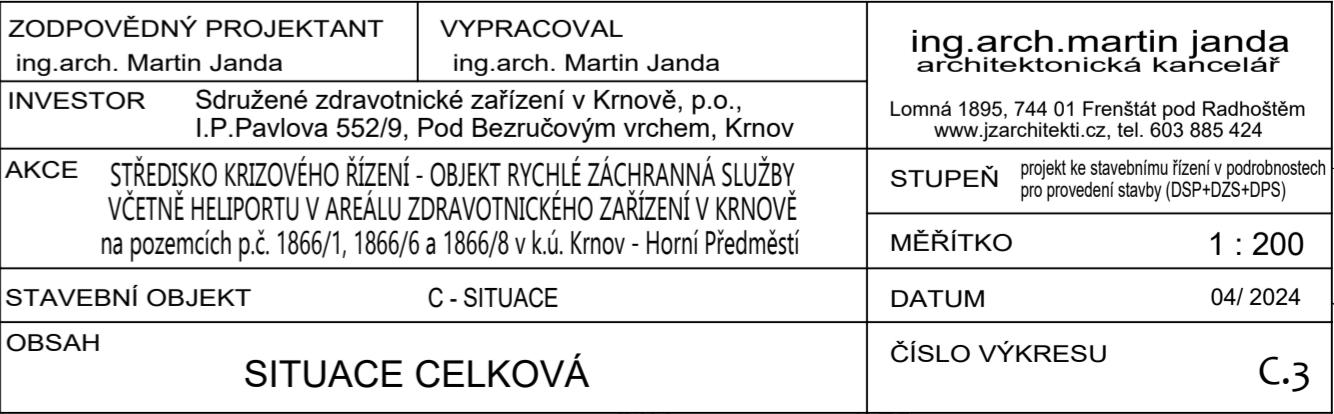 ZODPOVĚDNÝ PROJEKTANT
ing.arch. Martin Janda
VYPRACOVAL
ing.arch. Martin Janda
ing.arch.martin janda
architektonická kancelář
Lomná 1895, 744 01 Frenštát pod Radhoštěm
www.jzarchitekti.cz, tel. 603 885 424
INVESTOR Sdružené zdravotnické zařízení v Krnově, p.o.,
I.P.Pavlova 552/9, Pod Bezručovým vrchem, Krnov
AKCE STŘEDISKO KRIZOVÉHO ŘÍZENÍ - OBJEKT RYCHLÉ ZÁCHRANNÁ SLUŽBY
VČETNĚ HELIPORTU V AREÁLU ZDRAVOTNICKÉHO ZAŘÍZENÍ V KRNOVĚ
na pozemcích p.č. 1866/1, 1866/6 a 1866/8 v k.ú. Krnov - Horní Předměstí
STUPEŇ projekt ke stavebnímu řízení v podrobnostech
pro provedení stavby (DSP+DZS+DPS)
MĚŘÍTKO 1 : 200
STAVEBNÍ OBJEKT C - SITUACE
DATUM 04/ 2024
OBSAH
SITUACE CELKOVÁ
ČÍSLO VÝKRESU C.3